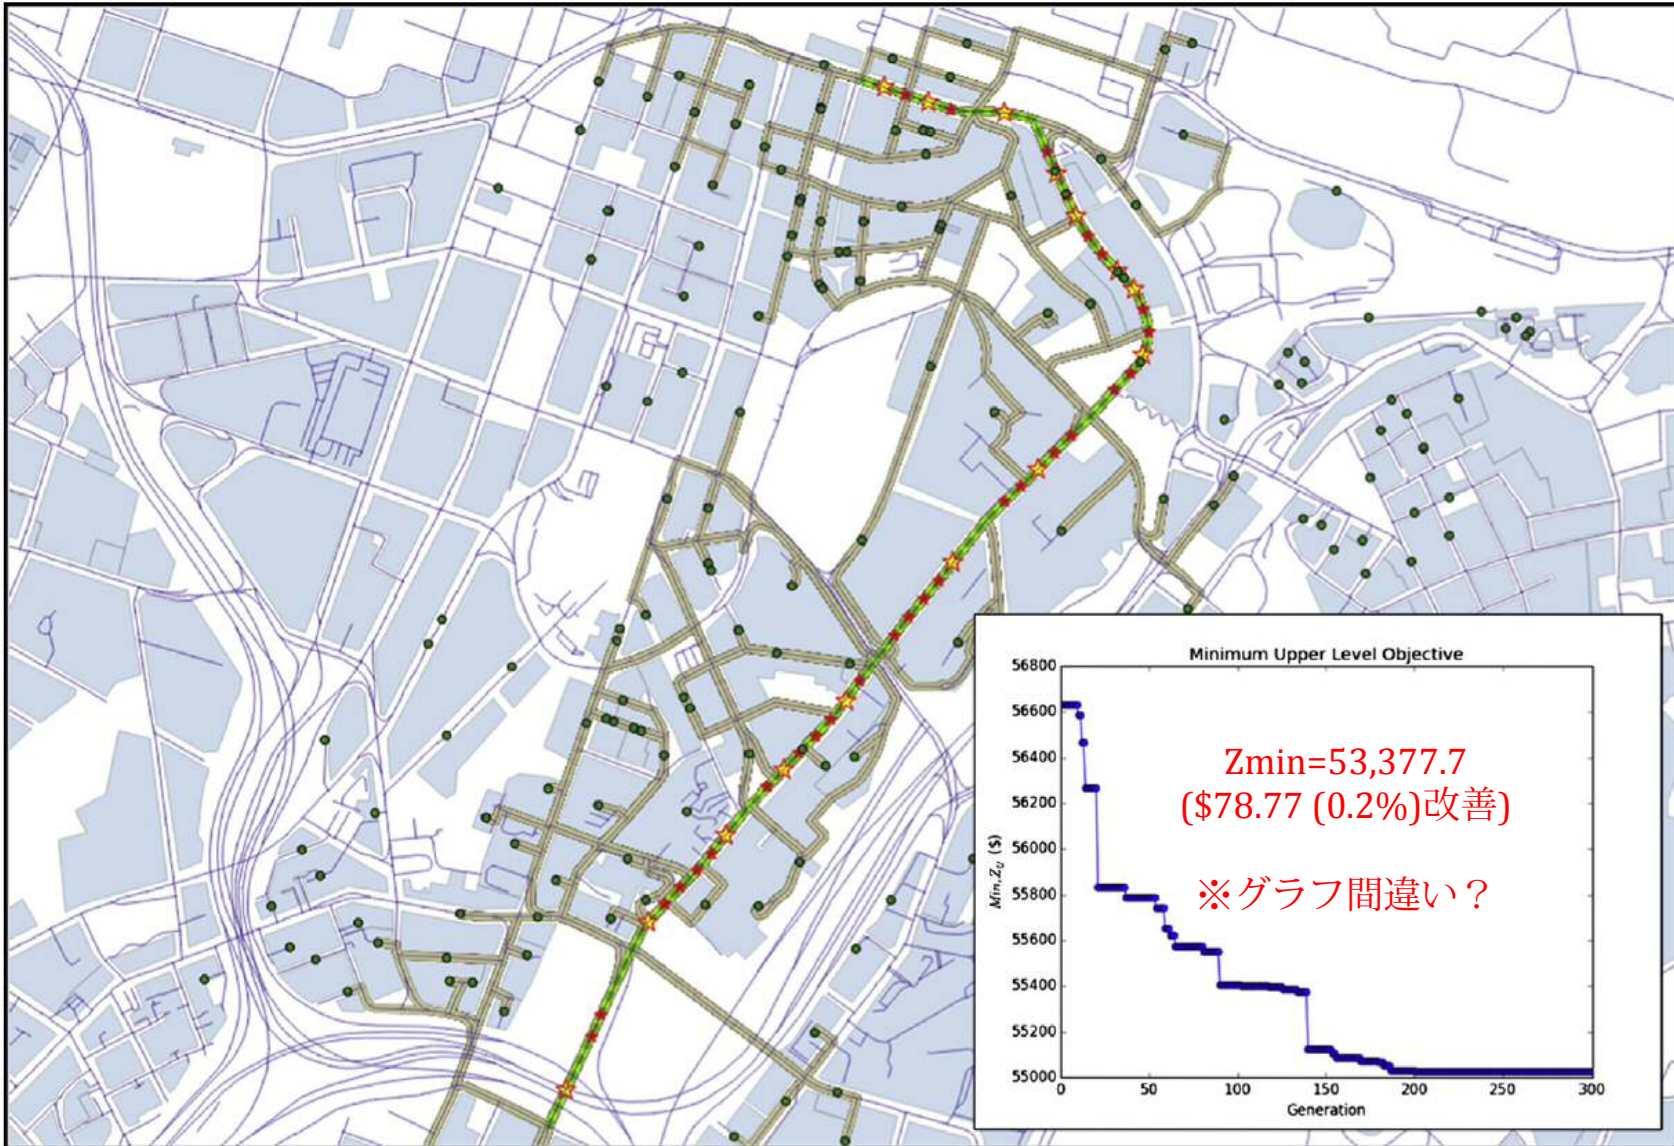 Minimum Upper Level Objective
56800
56600
56400
56200
56000
55800
55600
55400
55200
55000
Min, Z_U ($)
Zmin=53,377.7
($78.77 (0.2%)改善)
※グラフ間違い？
0 50 100 150 200 250 300
Generation